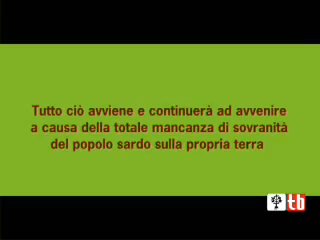 Tutto ciò avviene e continuerà ad avvenire
a causa della totale mancanza di sovranità
del popolo sardo sulla propria terra
tb